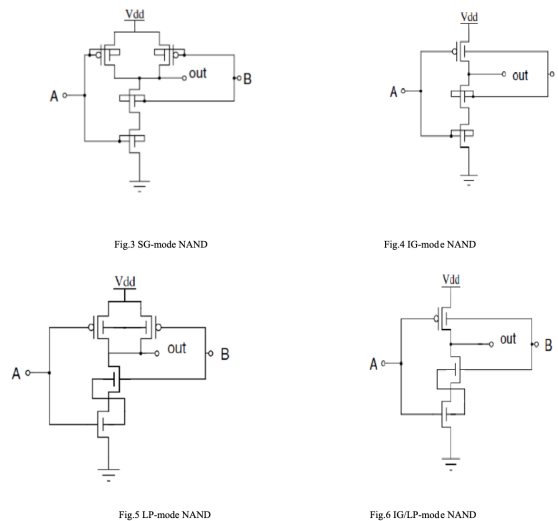 Vdd
out
A
B
Fig.3 SG-mode NAND
Vdd
out
A
Fig.4 IG-mode NAND
Vdd
out
A
B
Fig.5 LP-mode NAND
Vdd
out
A
B
Fig.6 IG/LP-mode NAND